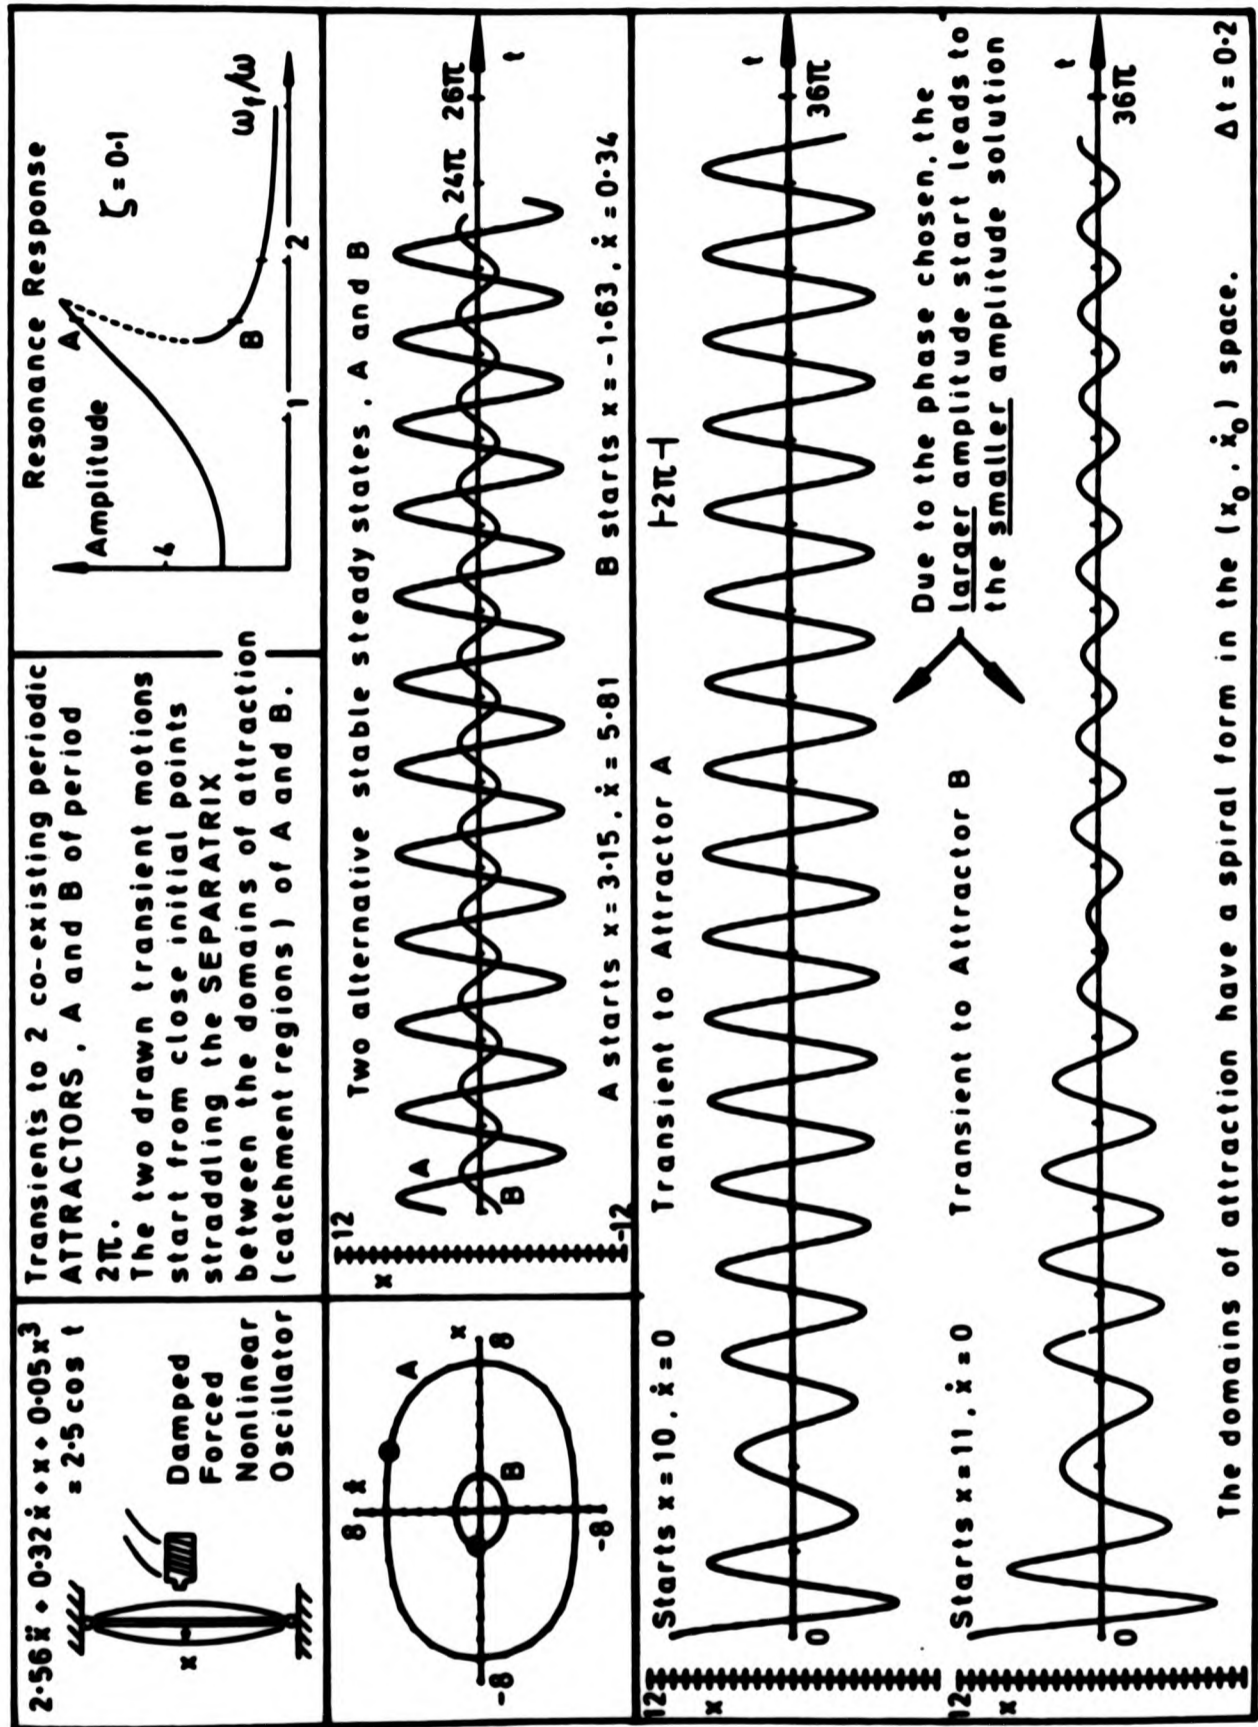 2·56ẍ + 0·32ẋ + x + 0·05x³
= 2·5 cos t
x
Damped
Forced
Nonlinear
Oscillator
Transients to 2 co-existing periodic
ATTRACTORS, A and B of period
2π.
The two drawn transient motions
start from close initial points
straddling the SEPARATRIX
between the domains of attraction
(catchment regions) of A and B.
Resonance Response
Amplitude
A
ζ = 0·1
4
B
ω_f/ω
1
2
8
ẋ
A
x
-8
8
B
-8
Two alternative stable steady states, A and B
12
x
-12
A
B
24π
26π
t
A starts x = 3·15, ẋ = 5·81
B starts x = -1·63, ẋ = 0·34
Starts x = 10, ẋ = 0
Transient to Attractor A
⊢2π⊣
12
x
0
36π
t
Due to the phase chosen, the
larger amplitude start leads to
the smaller amplitude solution
Starts x = 11, ẋ = 0
Transient to Attractor B
12
x
0
36π
t
The domains of attraction have a spiral form in the (x₀, ẋ₀) space.
Δt = 0·2